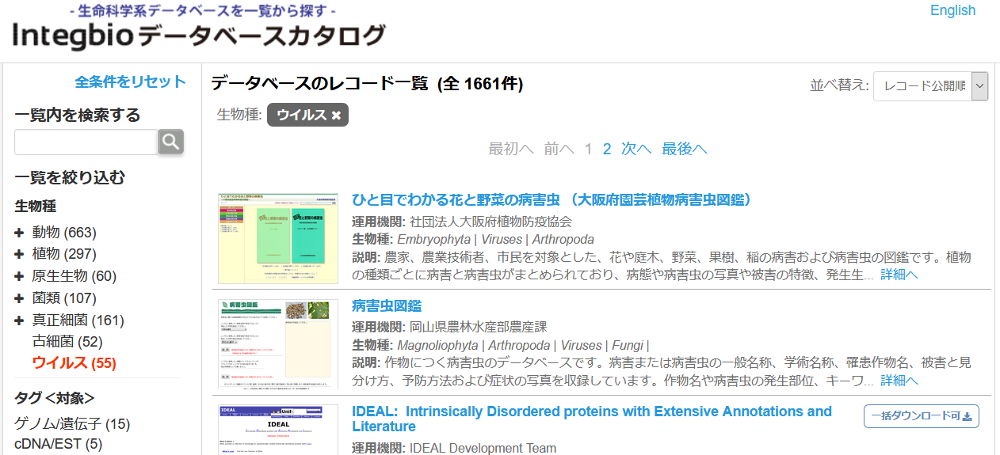 - 生命科学系データベースを一覧から探す -
English
Integbioデータベースカタログ
全条件をリセット
一覧内を検索する
一覧を絞り込む
生物種
動物 (663)
植物 (297)
原生生物 (60)
菌類 (107)
真正細菌 (161)
古細菌 (52)
ウイルス (55)
タグ＜対象＞
ゲノム/遺伝子 (15)
cDNA/EST (5)
データベースのレコード一覧 (全 1661件)
並べ替え: レコード公開順
生物種: ウイルス ✖
最初へ 前へ 1 2 次へ 最後へ
ひと目でわかる花と野菜の病害虫 （大阪府園芸植物病害虫図鑑）
運用機関: 社団法人大阪府植物防疫協会
生物種: Embryophyta | Viruses | Arthropoda
説明: 農家、農業技術者、市民を対象とした、花や庭木、野菜、果樹、稲の病害および病害虫の図鑑です。植物
の種類ごとに病害と病害虫がまとめられており、病態や病害虫の写真や被害の特徴、発生生... 詳細へ
病害虫図鑑
病害虫図鑑
運用機関: 岡山県農林水産部農産課
生物種: Magnoliophyta | Arthropoda | Viruses | Fungi |
説明: 作物につく病害虫のデータベースです。病害または病害虫の一般名称、学術名称、罹患作物名、被害と見
分け方、予防方法および症状の写真を収録しています。作物名や病害虫の発生部位、キーワ... 詳細へ
IDEAL
IDEAL
IDEAL: Intrinsically Disordered proteins with Extensive Annotations and
Literature
一括ダウンロード可
運用機関: IDEAL Development Team